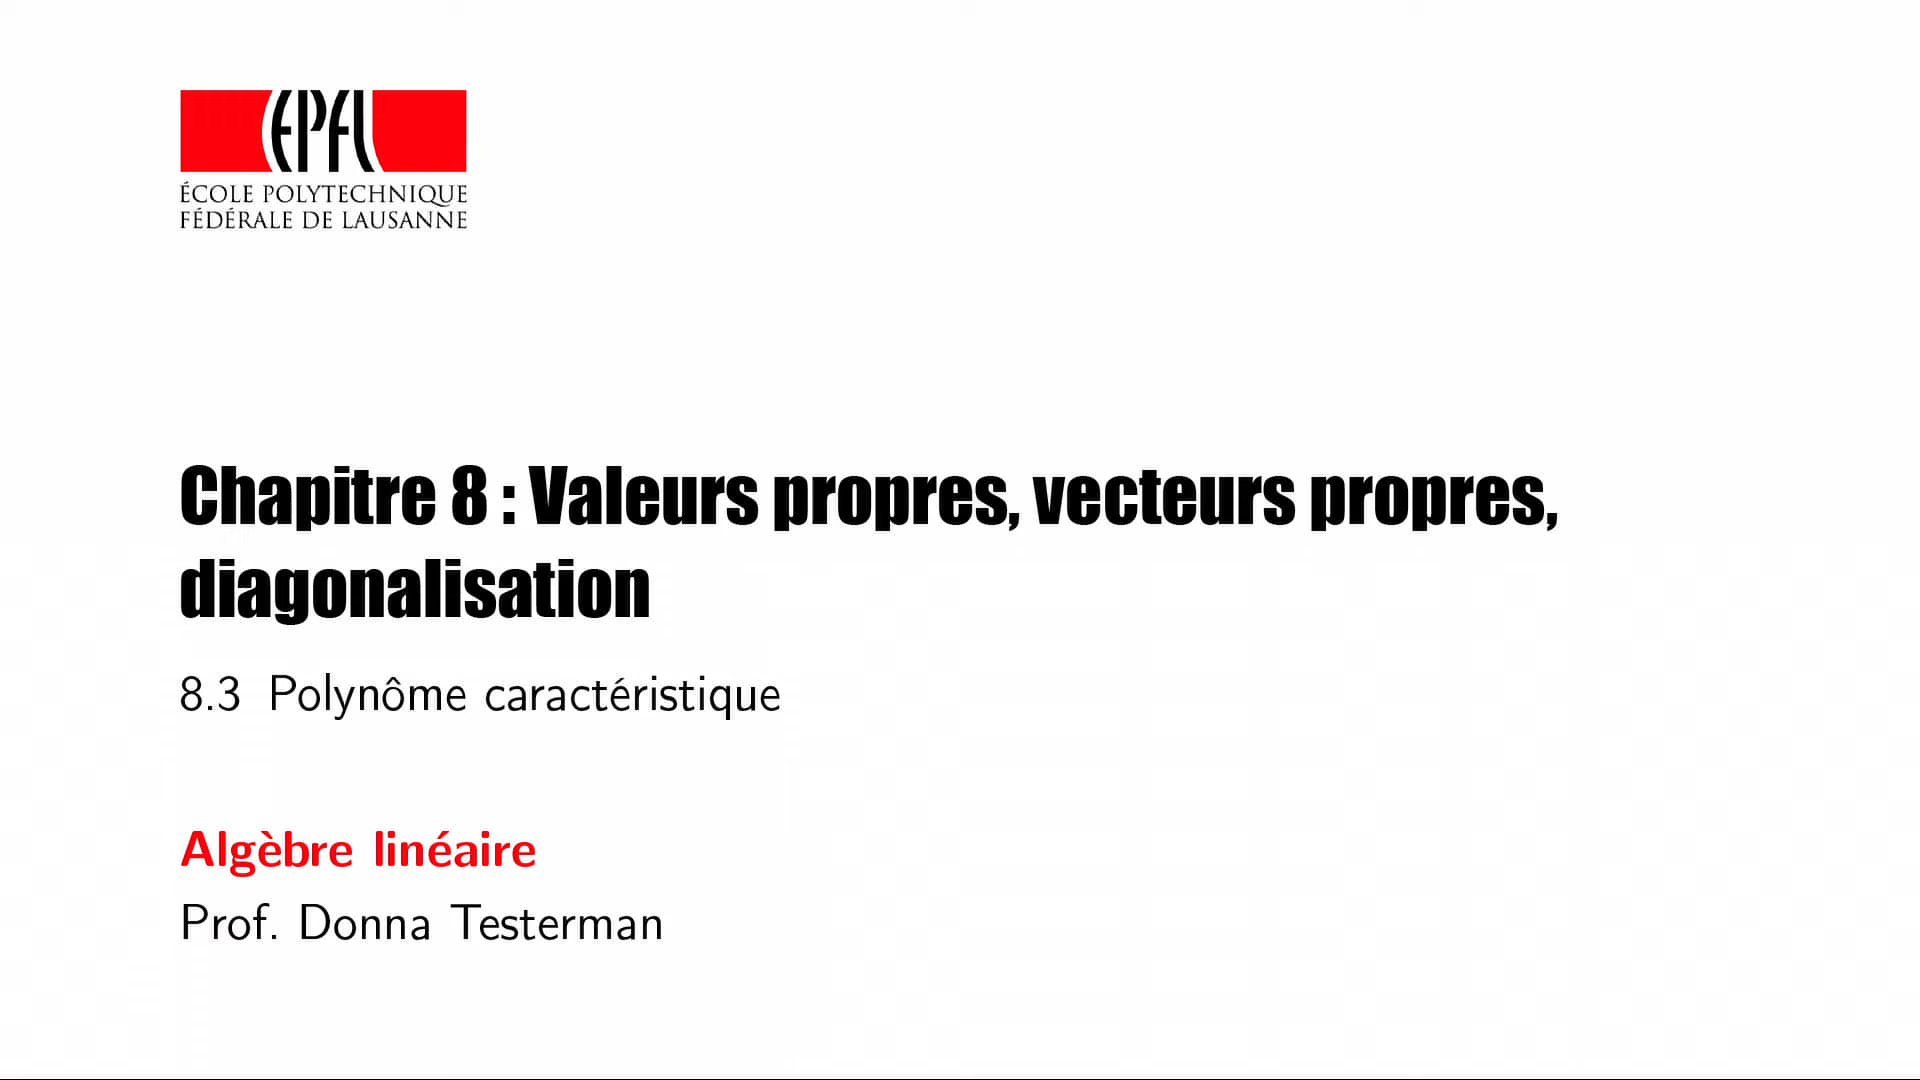 EPFL
ÉCOLE POLYTECHNIQUE
FÉDÉRALE DE LAUSANNE
Chapitre 8 : Valeurs propres, vecteurs propres,
diagonalisation
8.3 Polynôme caractéristique
Algèbre linéaire
Prof. Donna Testerman